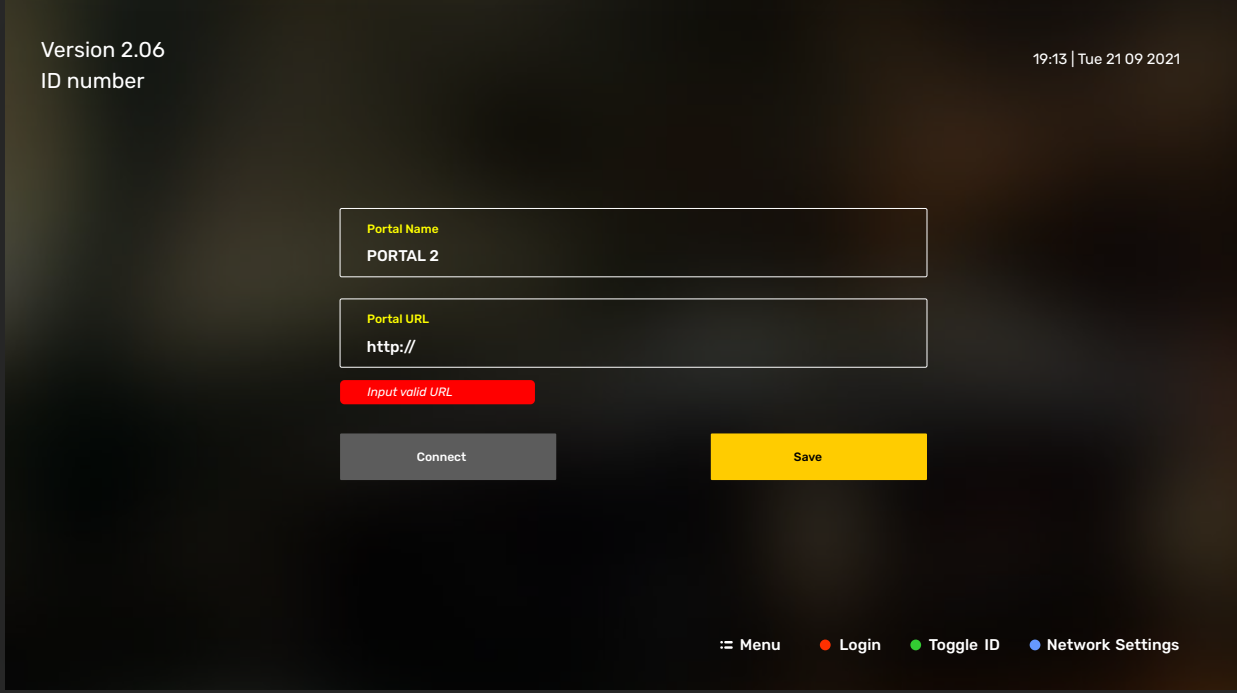 Version 2.06
ID number
19:13 | Tue 21 09 2021
Portal Name
PORTAL 2
Portal URL
http://
Input valid URL
Connect
Save
Menu
Login
Toggle ID
Network Settings